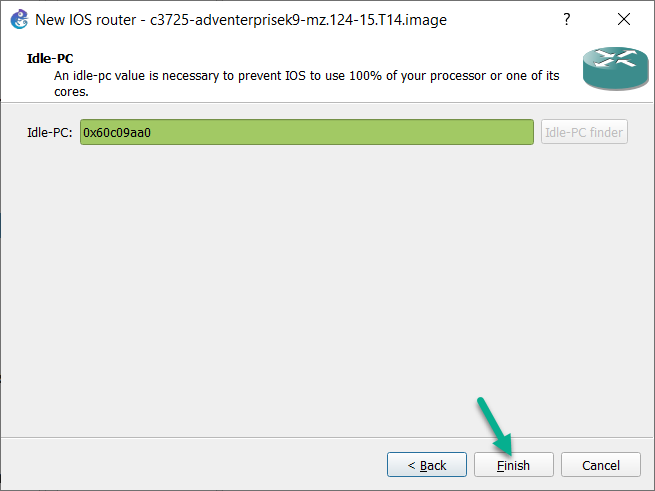 New IOS router - c3725-adventerprisek9-mz.124-15.T14.image
?
Idle-PC
An idle-pc value is necessary to prevent IOS to use 100% of your processor or one of its
cores.
Idle-PC: 0x60c09aa0 Idle-PC finder
< Back Finish Cancel